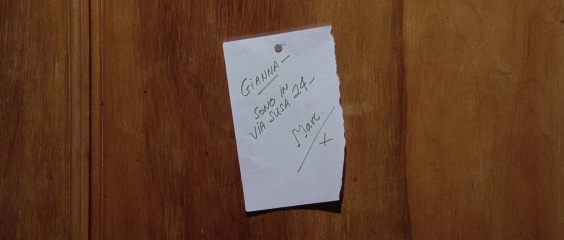 GIANNA -
SONO IN
VIA SUSA 24 -
Marc
X